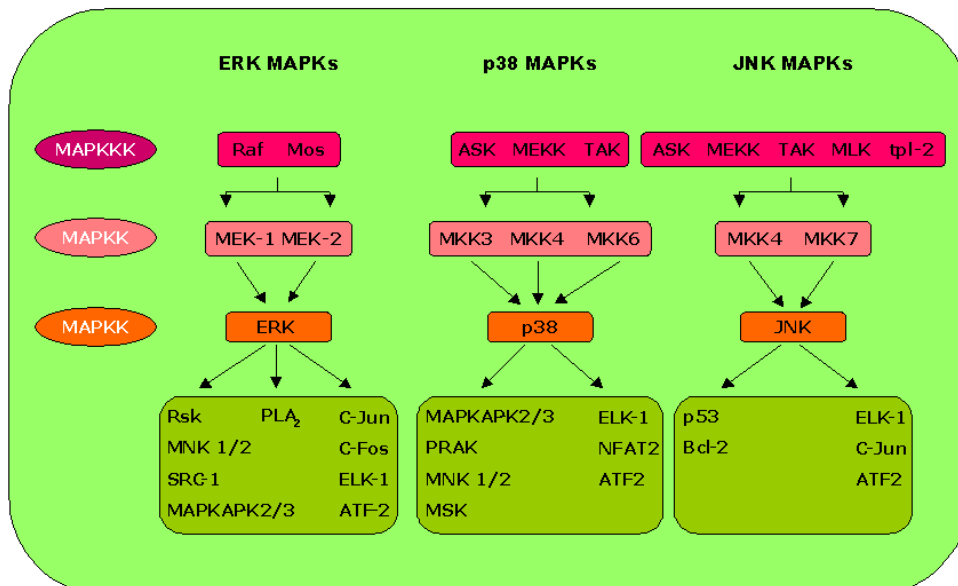 ERK MAPKs p38 MAPKs JNK MAPKs
MAPKKK Raf Mos ASK MEKK TAK ASK MEKK TAK MLK tpl-2
MAPKK MEK-1 MEK-2 MKK3 MKK4 MKK6 MKK4 MKK7
MAPKK ERK p38 JNK
Rsk PLA2 C-Jun MAPKAPK2/3 ELK-1 p53 ELK-1
MNK 1/2 C-Fos PRAK NFAT2 Bcl-2 C-Jun
SRC-1 ELK-1 MNK 1/2 ATF2 ATF2
MAPKAPK2/3 ATF-2 MSK